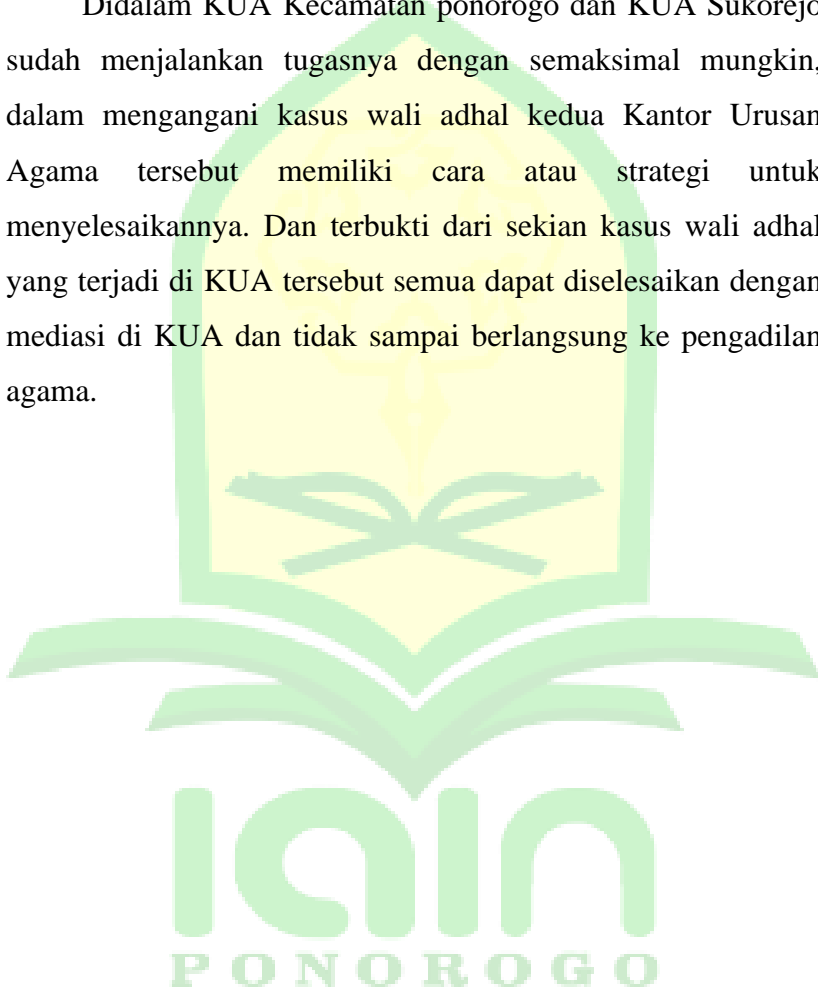 Didalam KUA Kecamatan ponorogo dan KUA Sukorejo
sudah menjalankan tugasnya dengan semaksimal mungkin,
dalam mengangani kasus wali adhal kedua Kantor Urusan
Agama tersebut memiliki cara atau strategi untuk
menyelesaikannya. Dan terbukti dari sekian kasus wali adhal
yang terjadi di KUA tersebut semua dapat diselesaikan dengan
mediasi di KUA dan tidak sampai berlangsung ke pengadilan
agama.
IAIN
PONOROGO